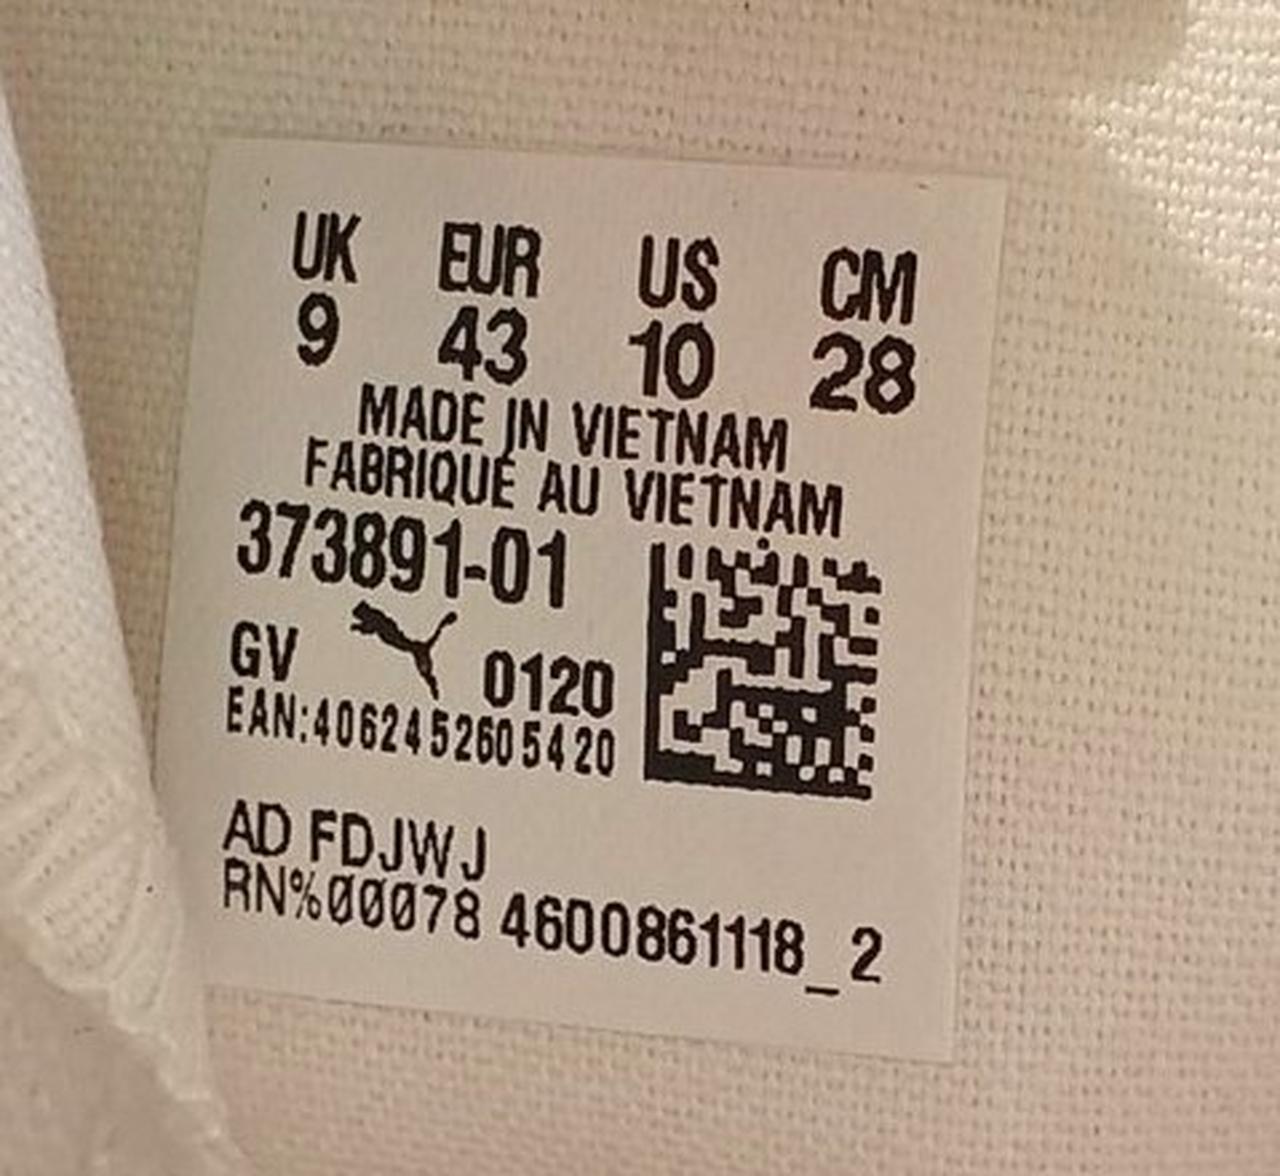 UK EUR US CM
9 43 10 28
MADE IN VIETNAM
FABRIQUÉ AU VIETNAM
373891-01
GV 0120
EAN:4062452605420
AD FDJWJ
RN%00078 4600861118_2